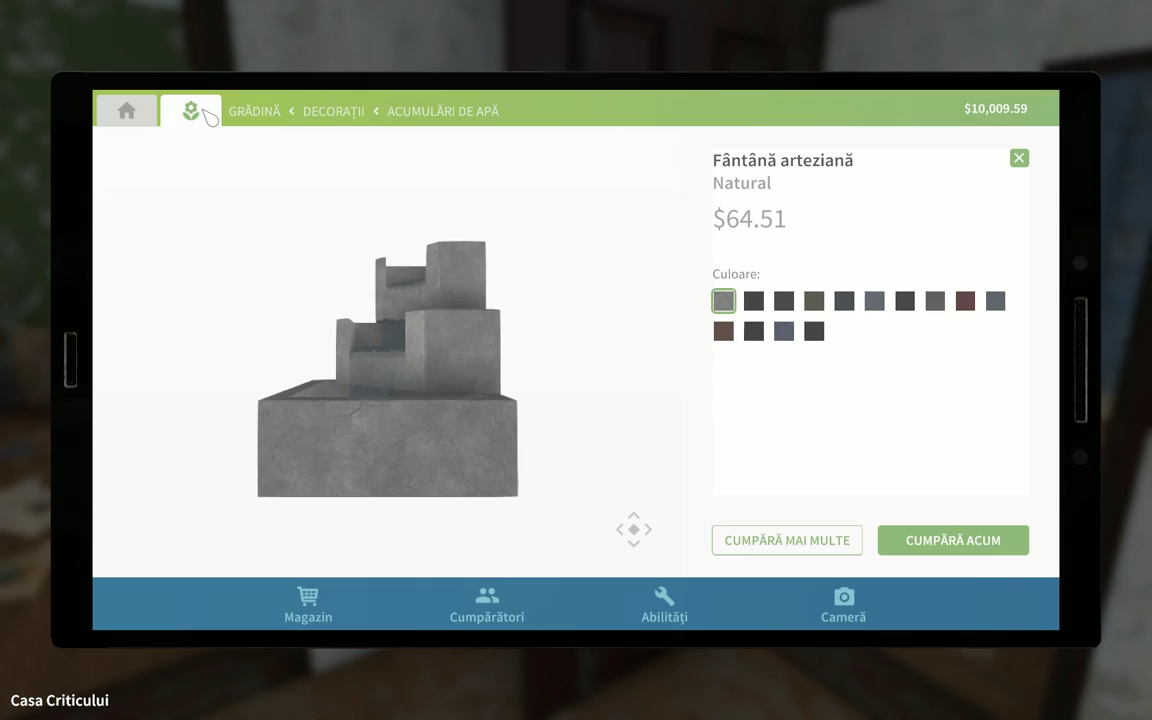 GRĂDINĂ < DECORAȚII < ACUMULĂRI DE APĂ
$10,009.59
Fântână arteziană
Natural
$64.51
Culoare:
CUMPĂRĂ MAI MULTE
CUMPĂRĂ ACUM
Magazin
Cumpărători
Abilități
Cameră
Casa Criticului